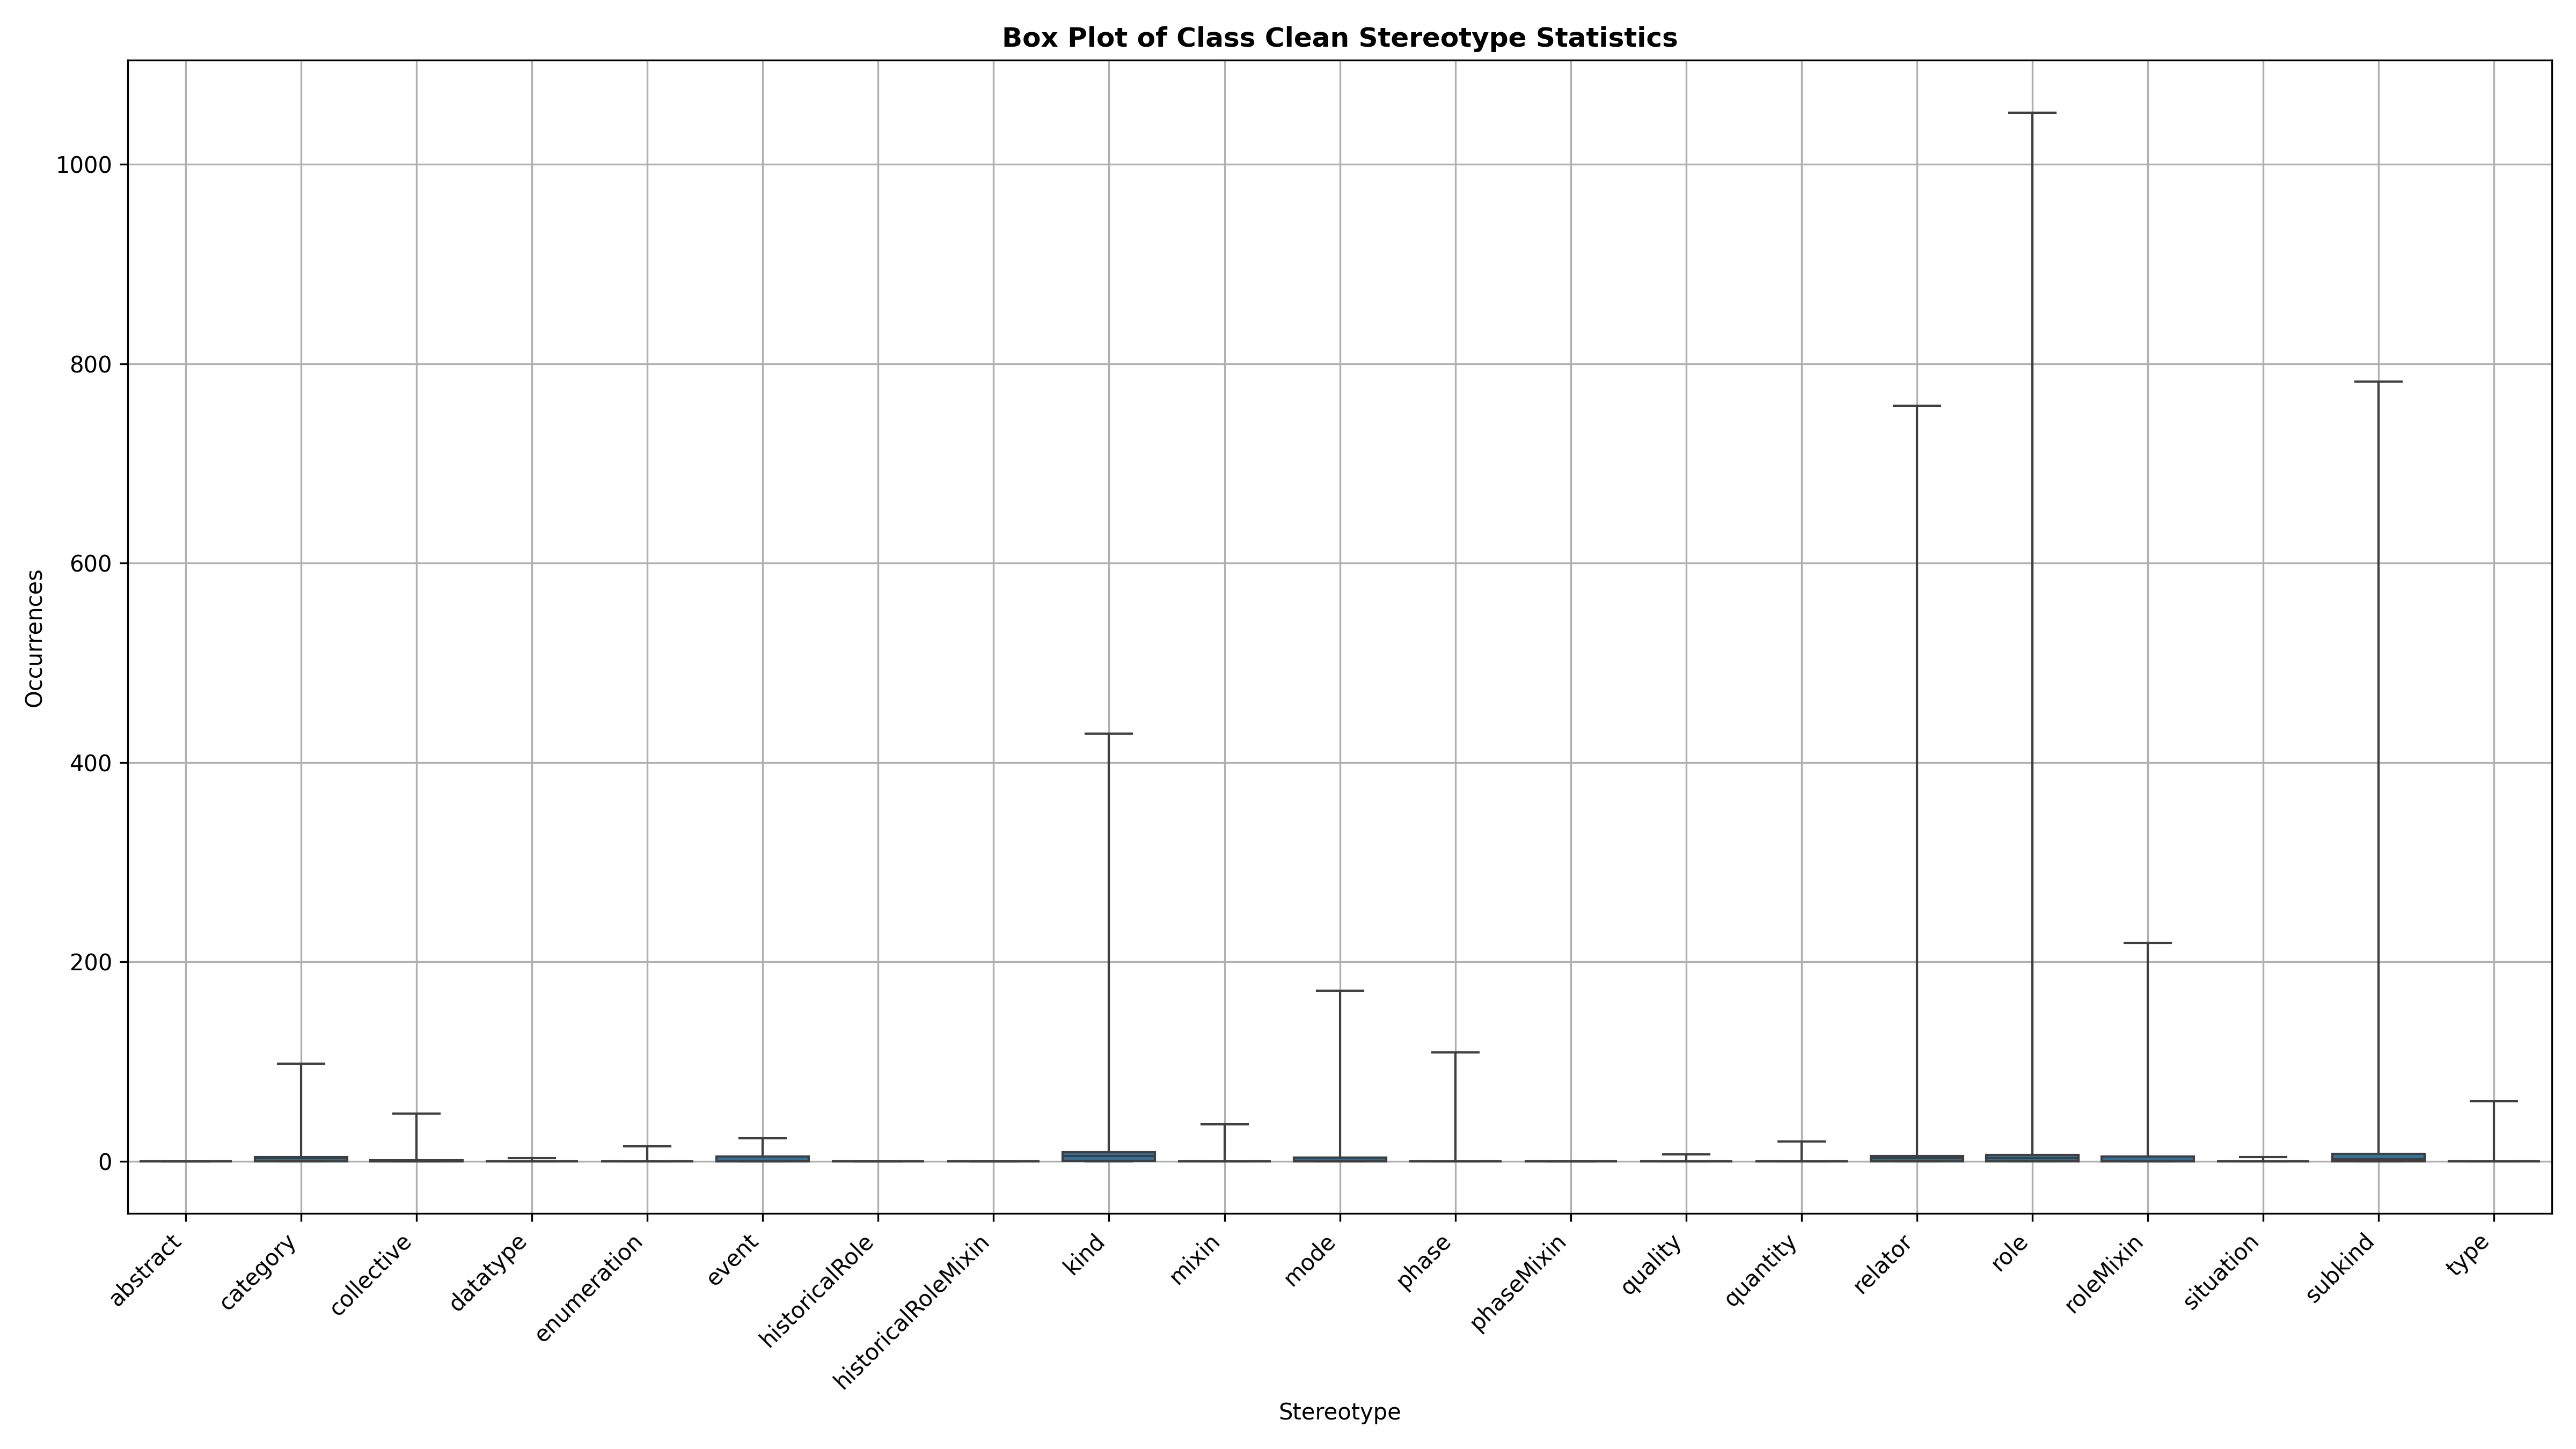 Box Plot of Class Clean Stereotype Statistics
Occurrences
1000
800
600
400
200
0
abstract
category
collective
datatype
enumeration
event
historicalRole
historicalRoleMixin
kind
mixin
mode
phase
phaseMixin
quality
quantity
relator
role
roleMixin
situation
subkind
type
Stereotype